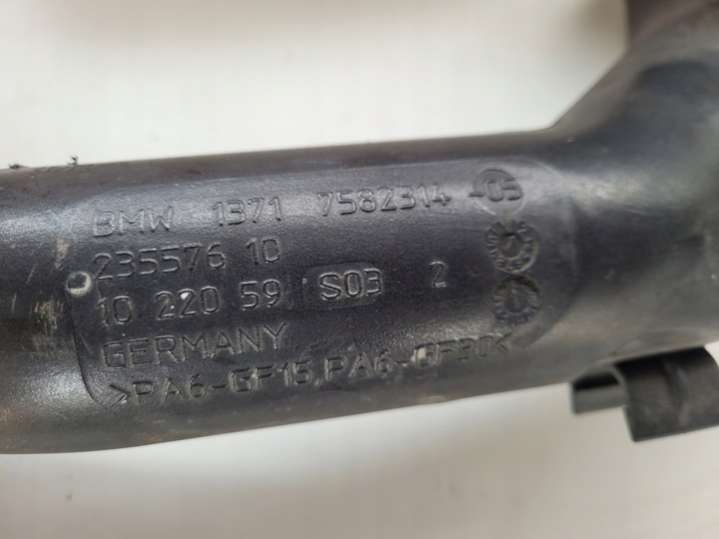 BMW 1371 7582314-05
235576 10
10 220 59 S03 2
GERMANY
>PA6-GF15,PA6-GF30<